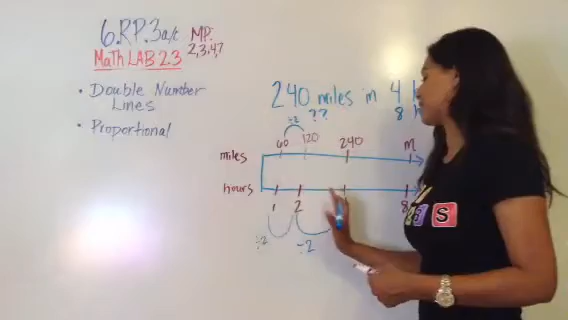 6.RP.3a/c MP:
2,3,4,7
Math LAB 2.3
• Double Number
Lines
• Proportional
240 miles in 4
?? 8
÷2
60 120 240 m
miles
hours
1 2 8
÷2 ÷2
S